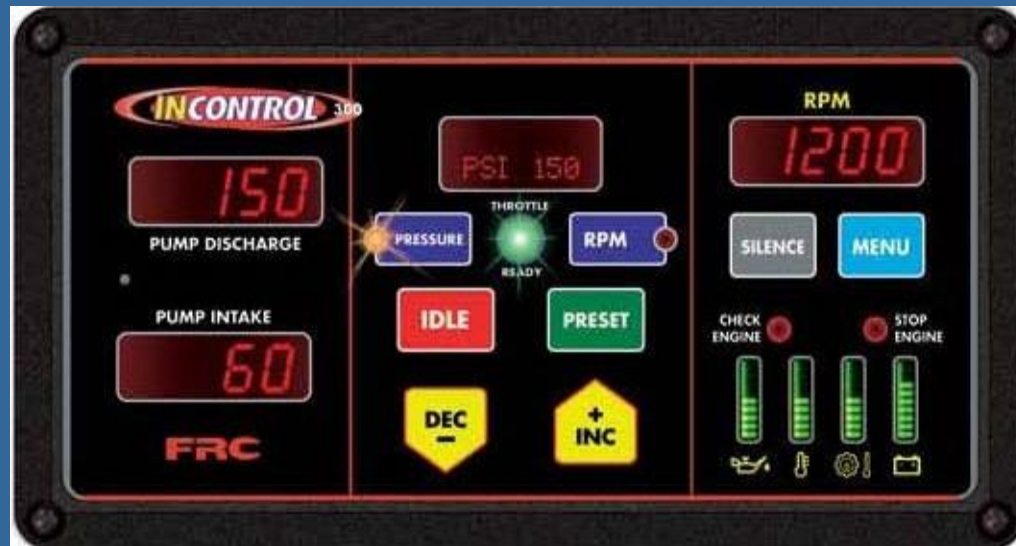 INCONTROL 300
150
PUMP DISCHARGE
PUMP INTAKE
60
FRC
PSI 150
THROTTLE
PRESSURE
RPM
READY
IDLE
PRESET
DEC
-
+
INC
RPM
1200
SILENCE
MENU
CHECK
ENGINE
STOP
ENGINE